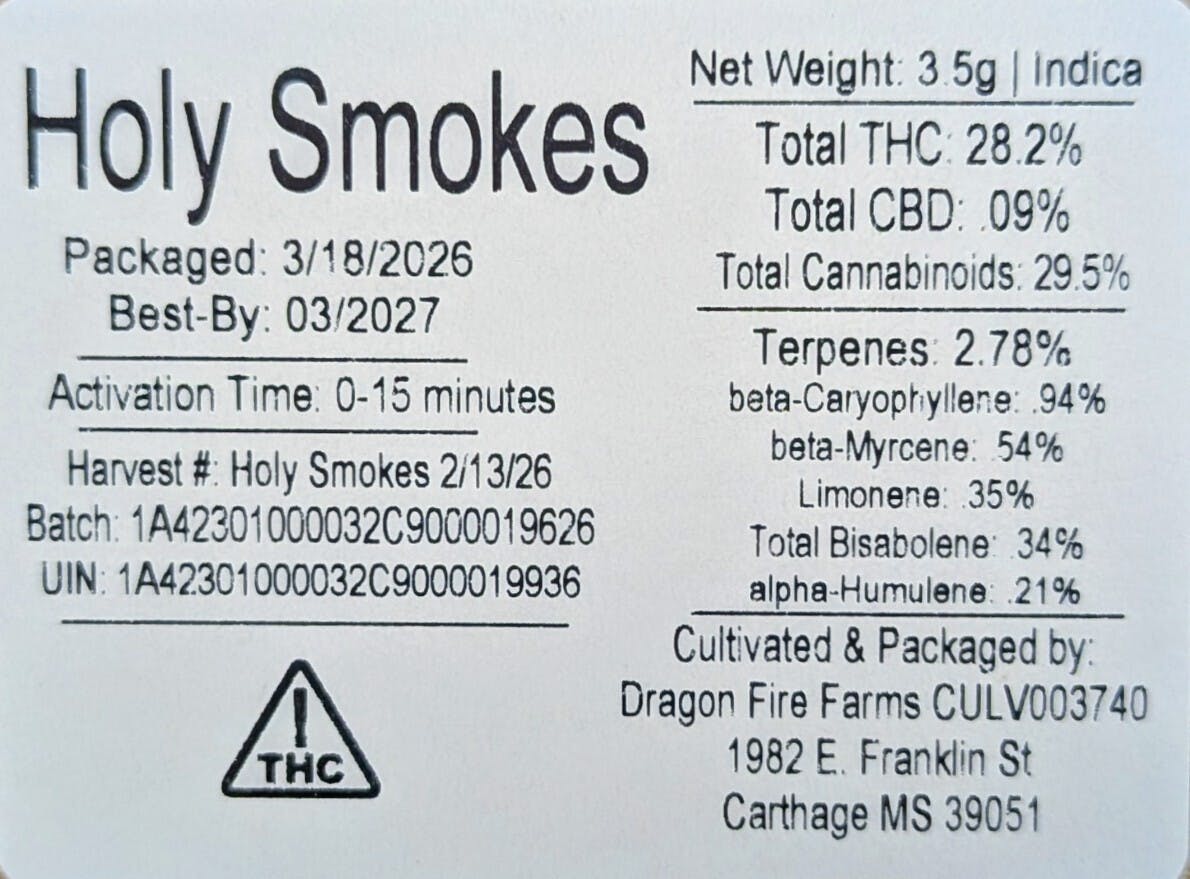 Holy Smokes
Packaged: 3/18/2026
Best-By: 03/2027
Activation Time: 0-15 minutes
Harvest #: Holy Smokes 2/13/26
Batch: 1A42301000032C9000019626
UIN: 1A42301000032C9000019936
! THC
Net Weight: 3.5g | Indica
Total THC: 28.2%
Total CBD: .09%
Total Cannabinoids: 29.5%
Terpenes: 2.78%
beta-Caryophyllene: .94%
beta-Myrcene: .54%
Limonene: .35%
Total Bisabolene: .34%
alpha-Humulene: .21%
Cultivated & Packaged by:
Dragon Fire Farms CULV003740
1982 E. Franklin St
Carthage MS 39051